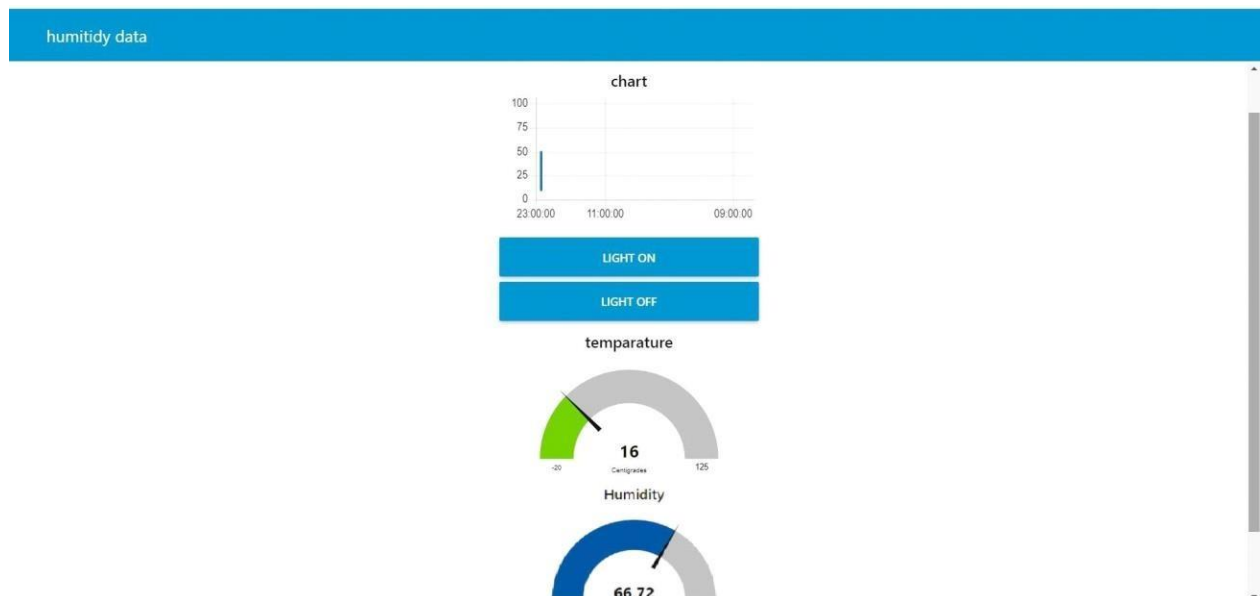 humitidy data
chart
100
75
50
25
0
23:00:00 11:00:00 09:00:00
LIGHT ON
LIGHT OFF
temparature
16
-20 Centigrades 125
Humidity
66.72